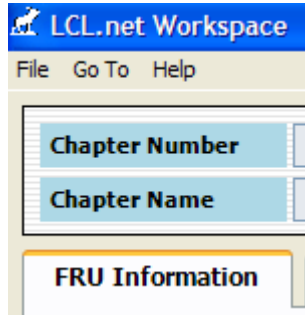 LCL.net Workspace
File Go To Help
Chapter Number
Chapter Name
FRU Information